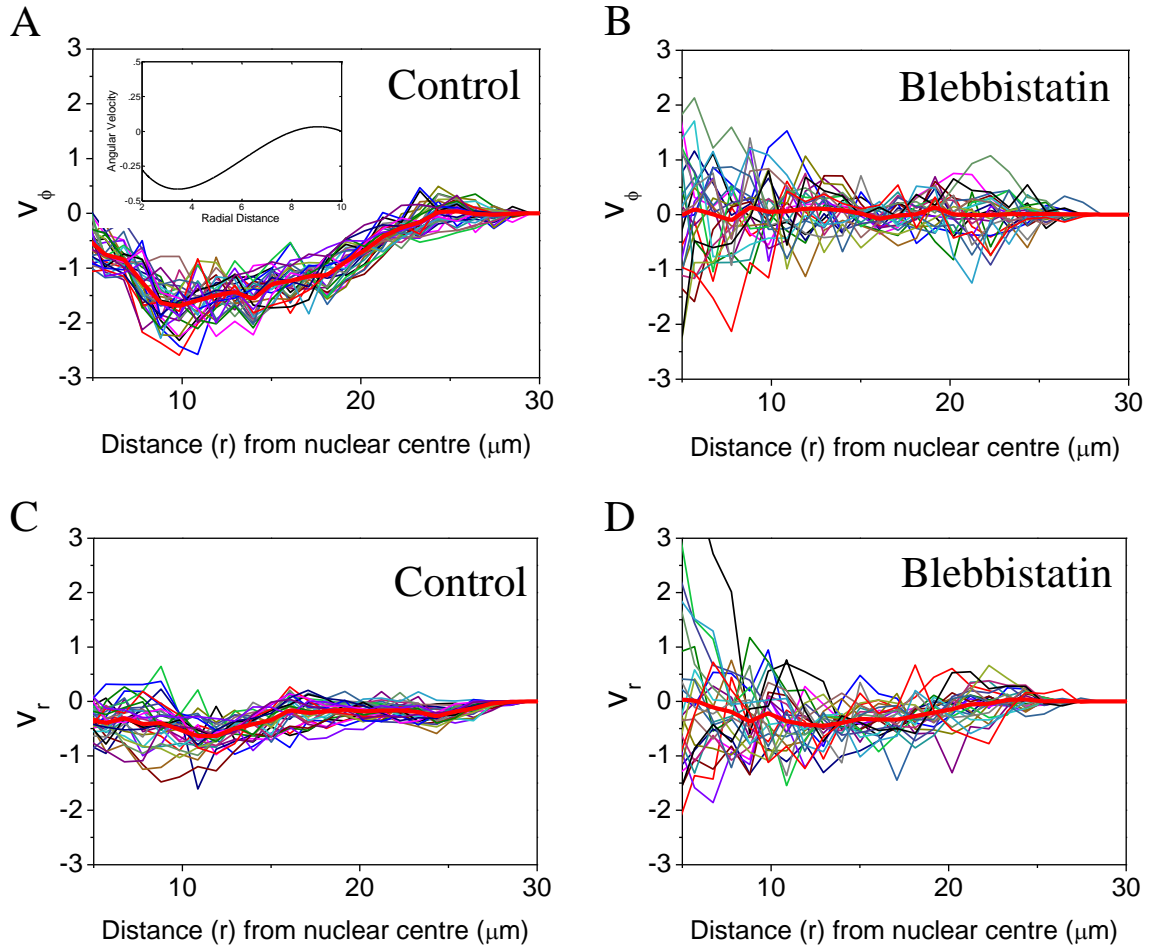 A
3
2
1
0
-1
-2
-3
10
20
30
Control
.5
.25
0
-0.25
-0.5
2
4
6
8
10
Angular Velocity
Radial Distance
vϕ
Distance (r) from nuclear centre (μm)
B
3
2
1
0
-1
-2
-3
10
20
30
Blebbistatin
vϕ
Distance (r) from nuclear centre (μm)
C
3
2
1
0
-1
-2
-3
10
20
30
Control
vr
Distance (r) from nuclear centre (μm)
D
3
2
1
0
-1
-2
-3
10
20
30
Blebbistatin
vr
Distance (r) from nuclear centre (μm)